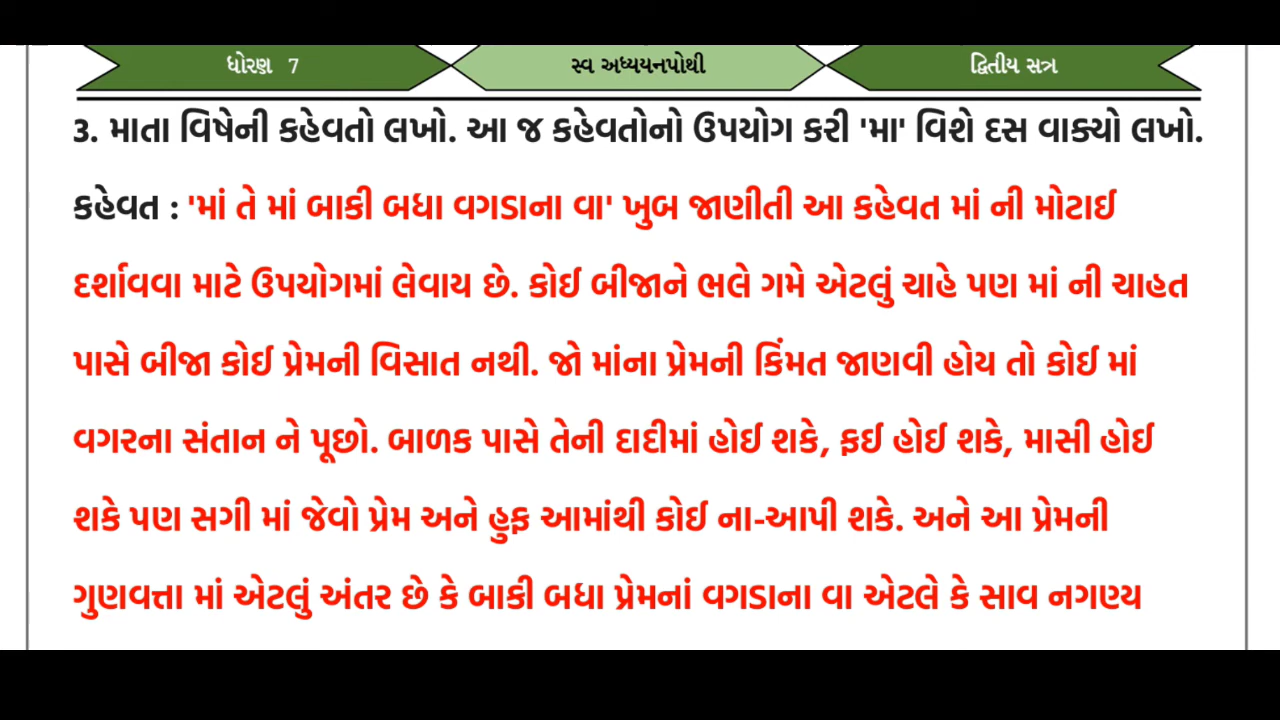 ધોરણ 7 સ્વ અધ્યયનપોથી દ્વિતીય સત્ર
૩. માતા વિષેની કહેવતો લખો. આ જ કહેવતોનો ઉપયોગ કરી 'મા' વિશે દસ વાક્યો લખો.
કહેવત : 'માં તે માં બાકી બધા વગડાના વા' ખુબ જાણીતી આ કહેવત માં ની મોટાઈ
દર્શાવવા માટે ઉપયોગમાં લેવાય છે. કોઈ બીજાને ભલે ગમે એટલું ચાહે પણ માં ની ચાહત
પાસે બીજા કોઈ પ્રેમની વિસાત નથી. જો માંના પ્રેમની કિંમત જાણવી હોય તો કોઈ માં
વગરના સંતાન ને પૂછો. બાળક પાસે તેની દાદીમાં હોઈ શકે, ફઈ હોઈ શકે, માસી હોઈ
શકે પણ સગી માં જેવો પ્રેમ અને હુફ આમાંથી કોઈ ના-આપી શકે. અને આ પ્રેમની
ગુણવત્તા માં એટલું અંતર છે કે બાકી બધા પ્રેમનાં વગડાના વા એટલે કે સાવ નગણ્ય